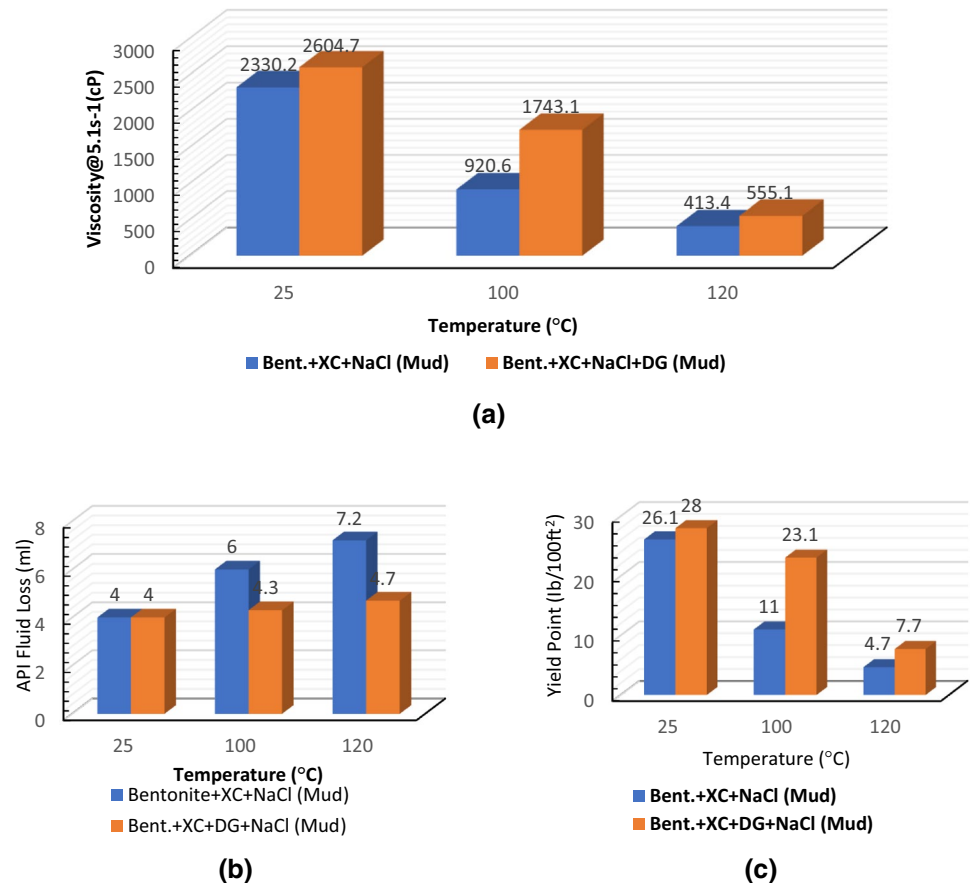 3000
2500
2000
1500
1000
500
0
Viscosity@5.1s-1(cP)
2330.2
2604.7
920.6
1743.1
413.4
555.1
25
100
120
Temperature (°C)
Bent.+XC+NaCl (Mud)
Bent.+XC+NaCl+DG (Mud)
(a)
8
6
4
2
0
API Fluid Loss (ml)
4
4
6
4.3
7.2
4.7
25
100
120
Temperature (°C)
Bentonite+XC+NaCl (Mud)
Bent.+XC+DG+NaCl (Mud)
(b)
30
20
10
0
Yield Point (lb/100ft²)
26.1
28
11
23.1
4.7
7.7
25
100
120
Temperature (°C)
Bent.+XC+NaCl (Mud)
Bent.+XC+DG+NaCl (Mud)
(c)